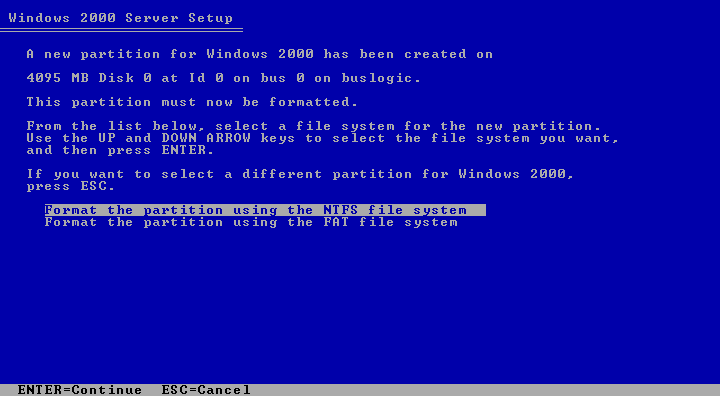 Windows 2000 Server Setup
A new partition for Windows 2000 has been created on
4095 MB Disk 0 at Id 0 on bus 0 on buslogic.
This partition must now be formatted.
From the list below, select a file system for the new partition.
Use the UP and DOWN ARROW keys to select the file system you want,
and then press ENTER.
If you want to select a different partition for Windows 2000,
press ESC.
Format the partition using the NTFS file system
Format the partition using the FAT file system
ENTER=Continue  ESC=Cancel